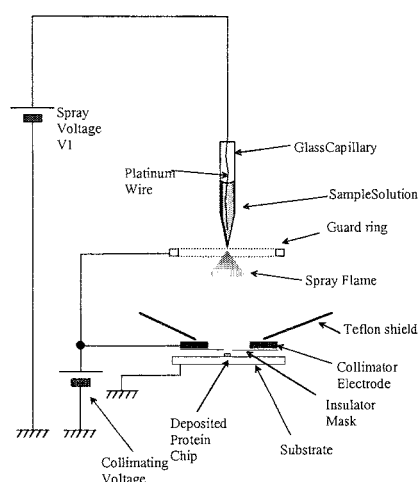 Spray
Voltage
V1
GlassCapillary
Platinum
Wire
SampleSolution
Guard ring
Spray Flame
Teflon shield
Collimator
Electrode
Insulator
Mask
Deposited
Protein
Chip
Substrate
Collimating
Voltage